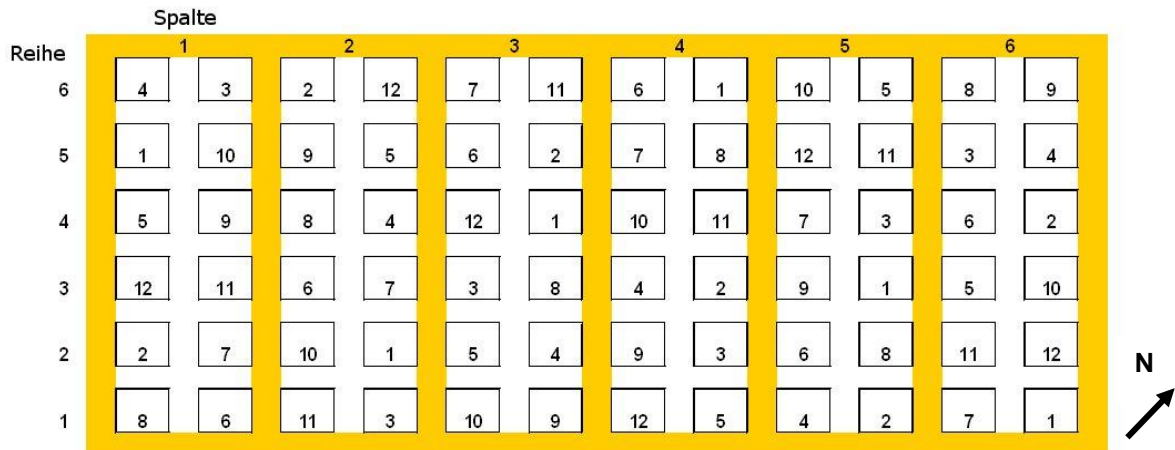 Spalte
Reihe 1 2 3 4 5 6
6 4 3 2 12 7 11 6 1 10 5 8 9
5 1 10 9 5 6 2 7 8 12 11 3 4
4 5 9 8 4 12 1 10 11 7 3 6 2
3 12 11 6 7 3 8 4 2 9 1 5 10
2 2 7 10 1 5 4 9 3 6 8 11 12
N
1 8 6 11 3 10 9 12 5 4 2 7 1